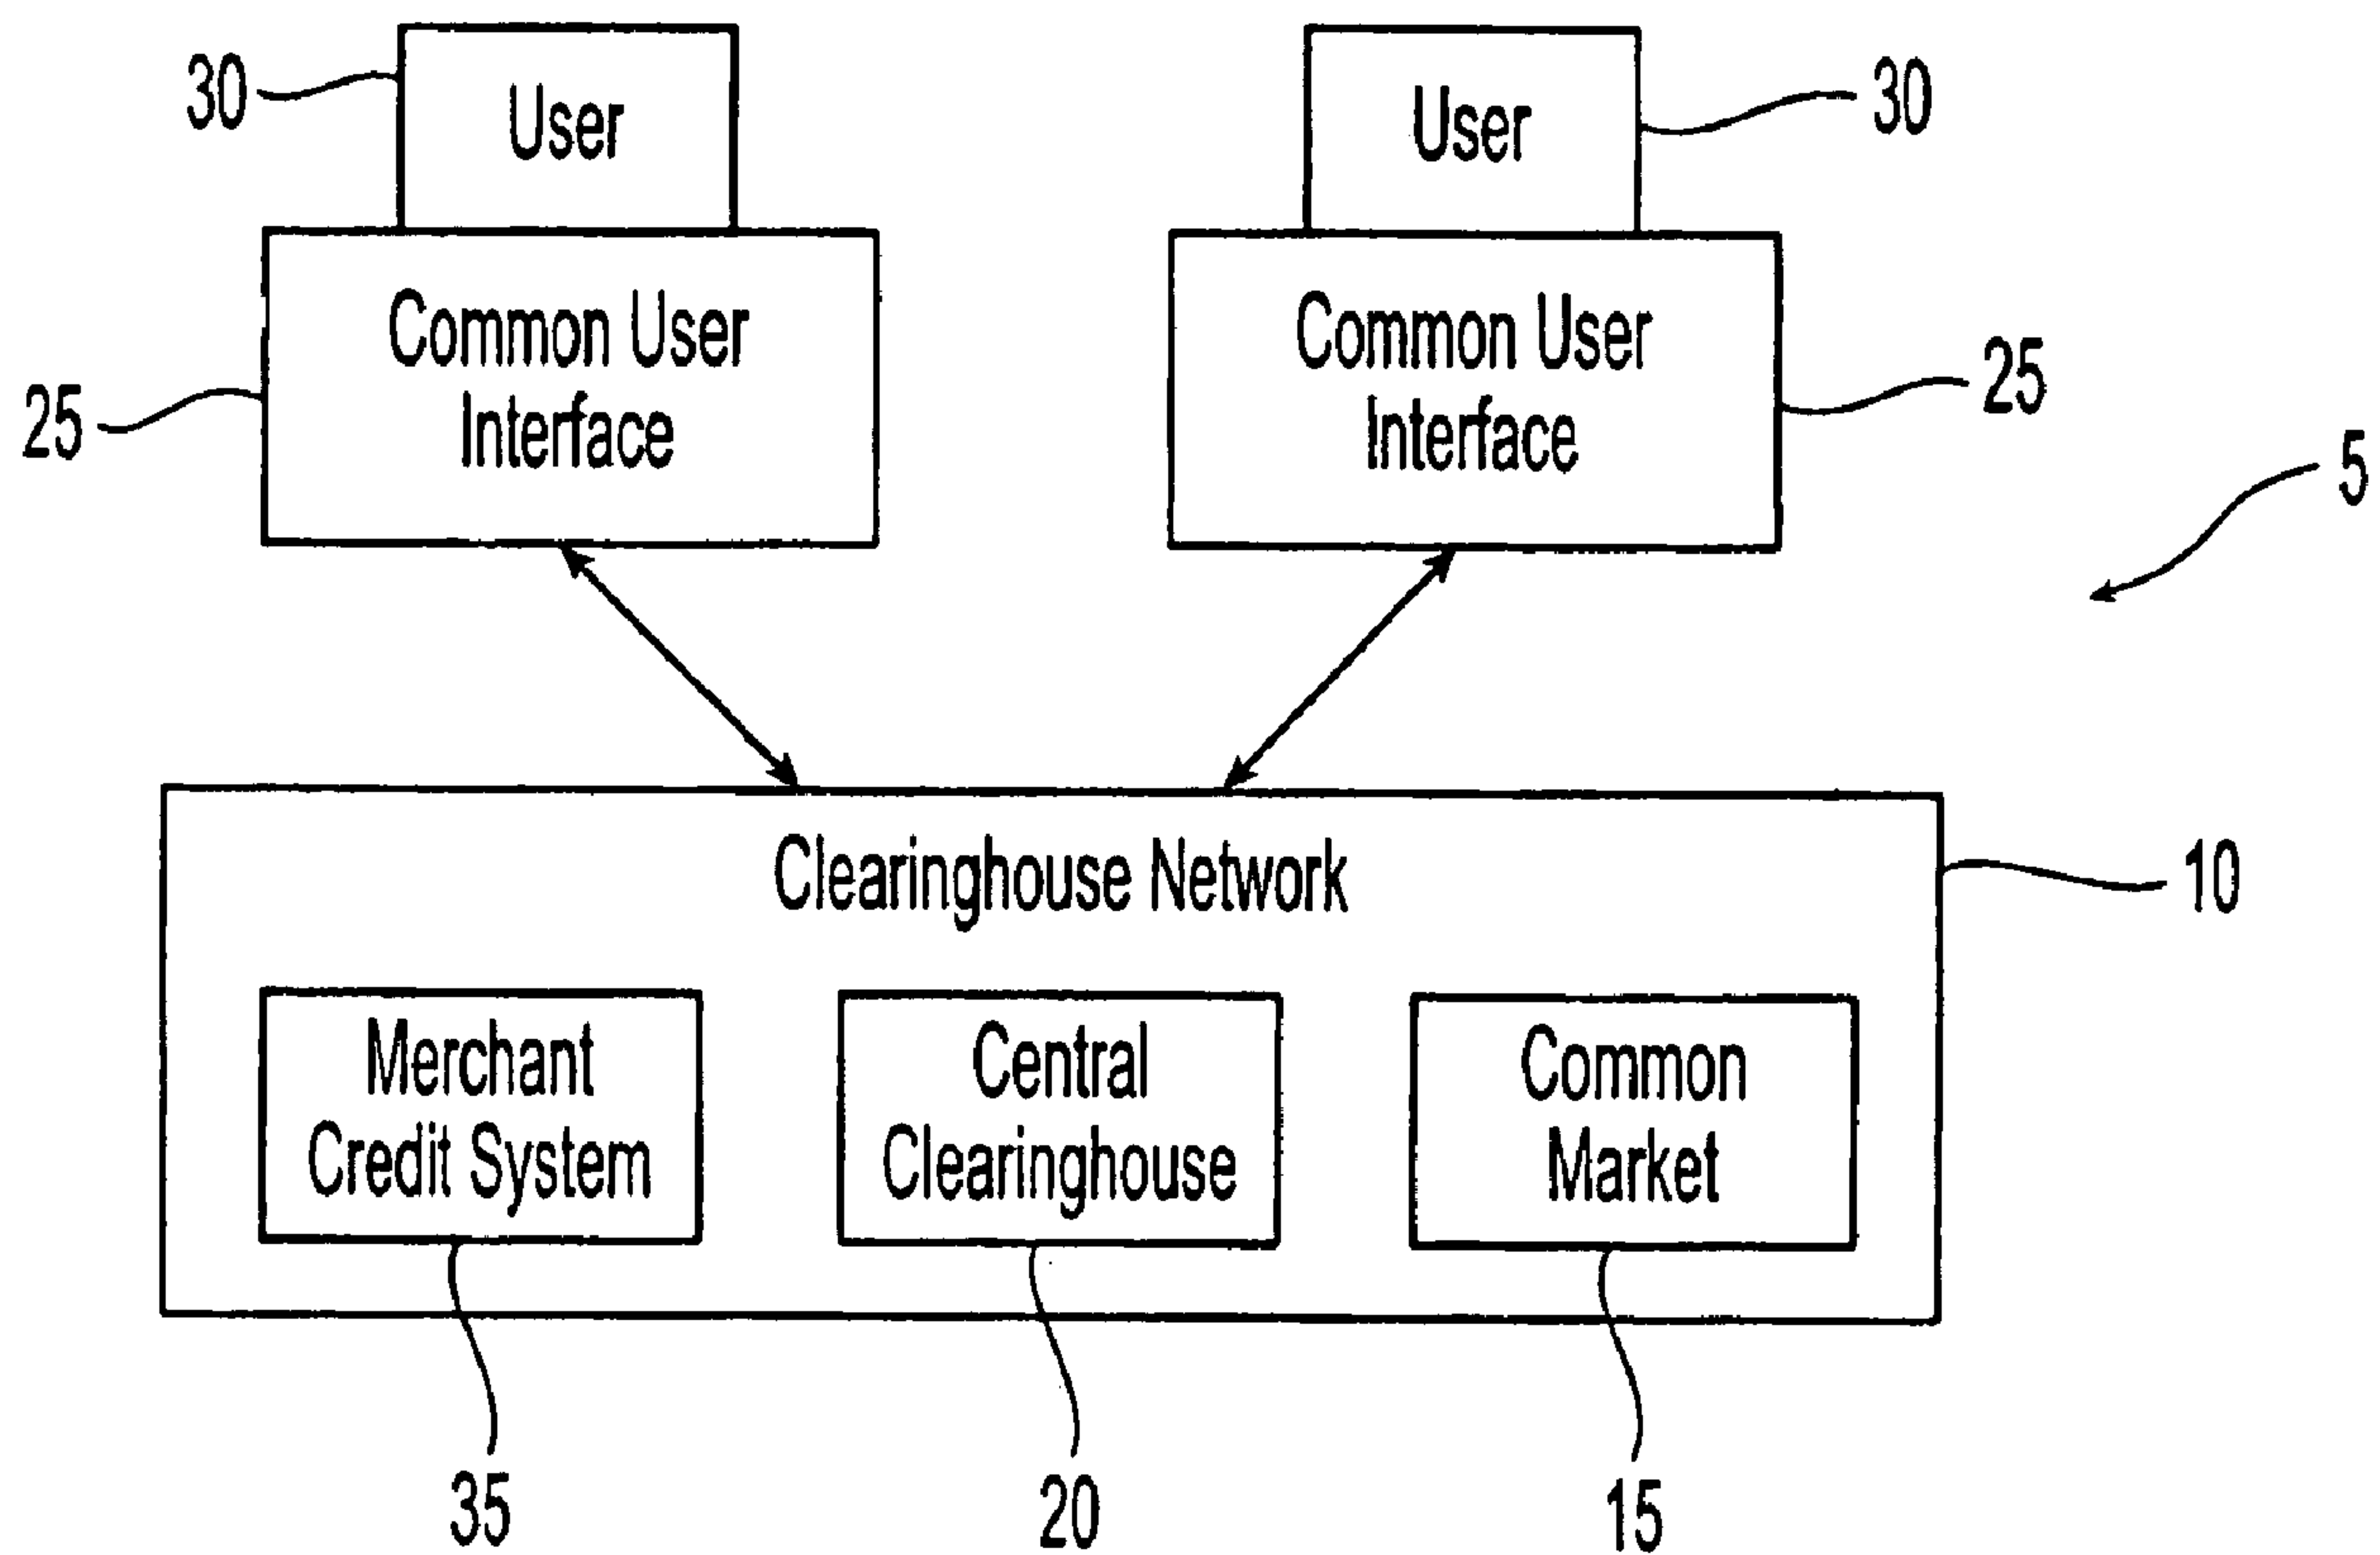 30
User
User
30
Common User
Interface
Common User
Interface
25
25
5
Clearinghouse Network
10
Merchant
Credit System
Central
Clearinghouse
Common
Market
35
20
15